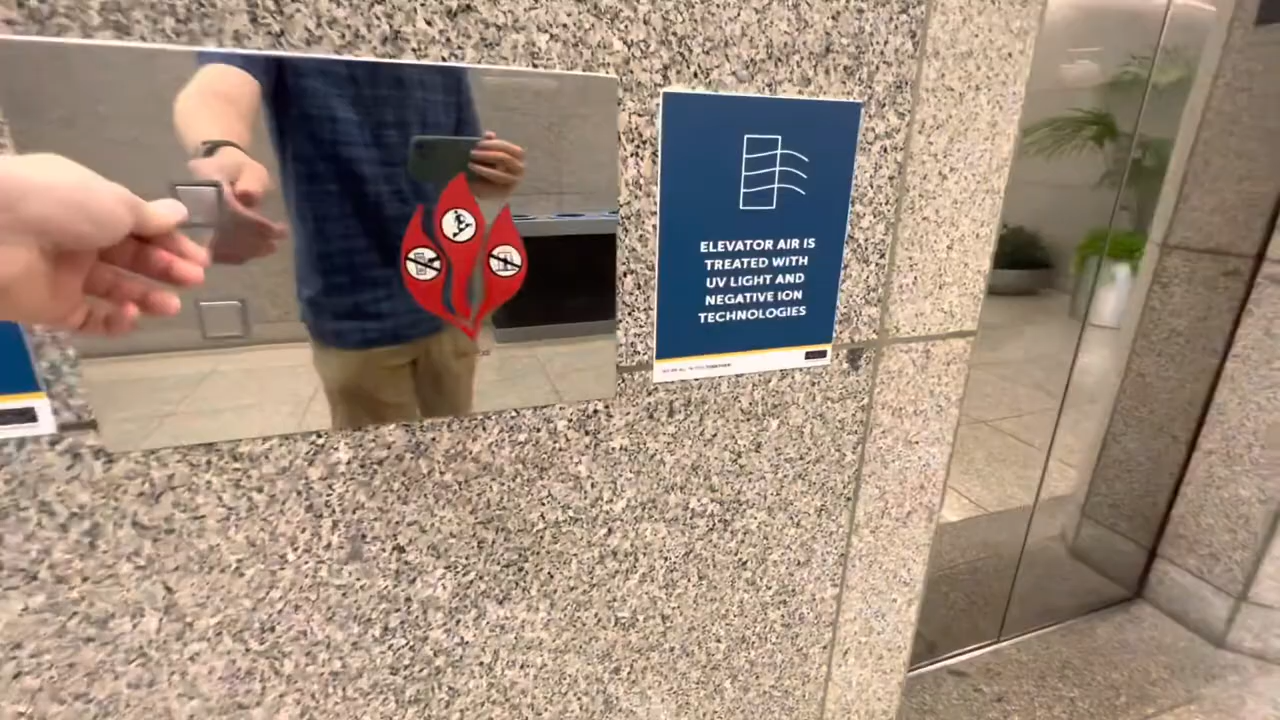 ELEVATOR AIR IS
TREATED WITH
UV LIGHT AND
NEGATIVE ION
TECHNOLOGIES